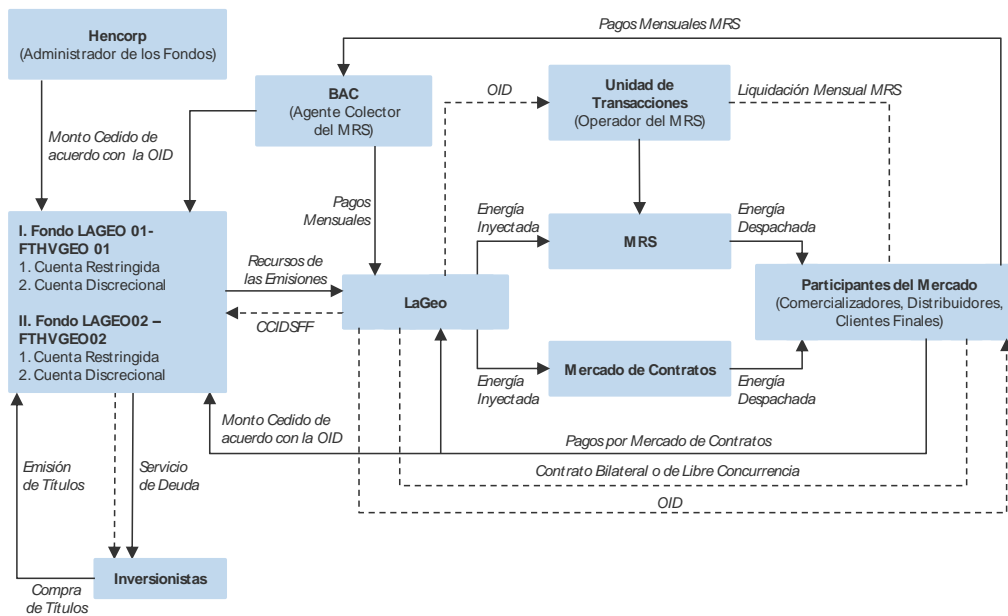 Hencorp
(Administrador de los Fondos)
Pagos Mensuales MRS
BAC
(Agente Colector
del MRS)
OID
Unidad de
Transacciones
(Operador del MRS)
Liquidación Mensual MRS
Monto Cedido de
acuerdo con la OID
Pagos
Mensuales
Energía
Inyectada
MRS
Energía
Despachada
I. Fondo LAGEO 01-
FTHVGEO 01
1. Cuenta Restringida
2. Cuenta Discrecional
II. Fondo LAGEO02 –
FTHVGEO02
1. Cuenta Restringida
2. Cuenta Discrecional
Recursos de
las Emisiones
CCIDSFF
LaGeo
Participantes del Mercado
(Comercializadores, Distribuidores,
Clientes Finales)
Energía
Inyectada
Mercado de Contratos
Energía
Despachada
Monto Cedido de
acuerdo con la OID
Pagos por Mercado de Contratos
Contrato Bilateral o de Libre Concurrencia
OID
Emisión
de Títulos
Servicio
de Deuda
Inversionistas
Compra
de Títulos